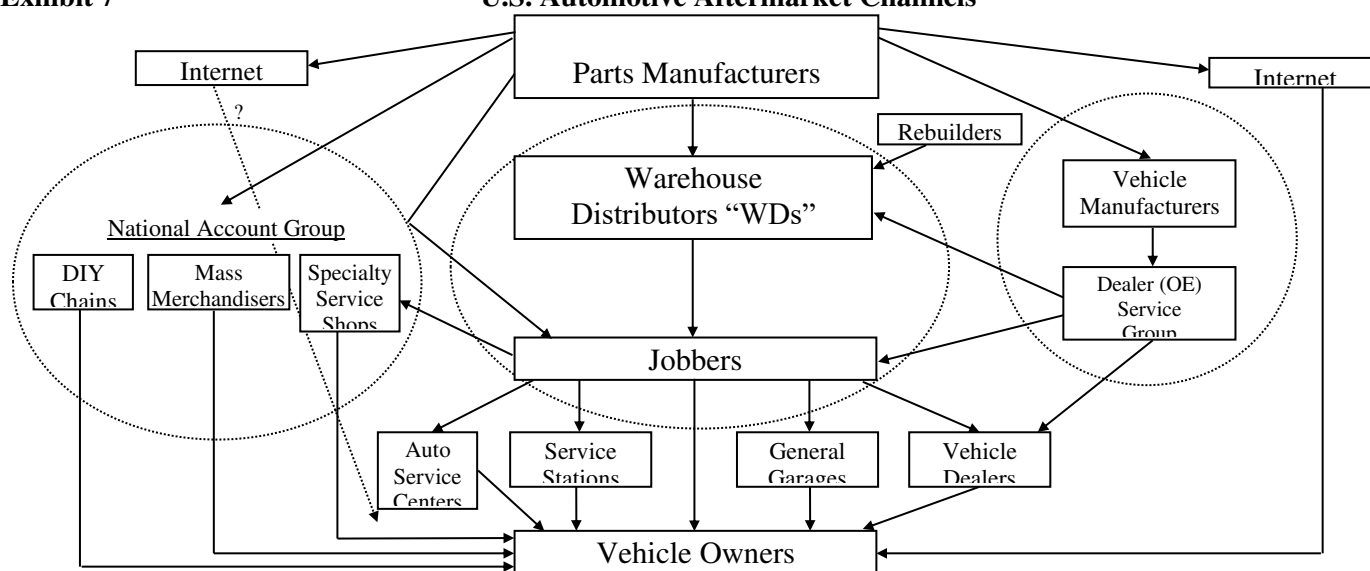 Exhibit 7 U.S. Automotive Aftermarket Channels
Internet
Parts Manufacturers
Internet
?
Rebuilders
Warehouse
Distributors “WDs”
Vehicle
Manufacturers
National Account Group
DIY
Chains
Mass
Merchandisers
Specialty
Service
Shops
Dealer (OE)
Service
Group
Jobbers
Auto
Service
Centers
Service
Stations
General
Garages
Vehicle
Dealers
Vehicle Owners